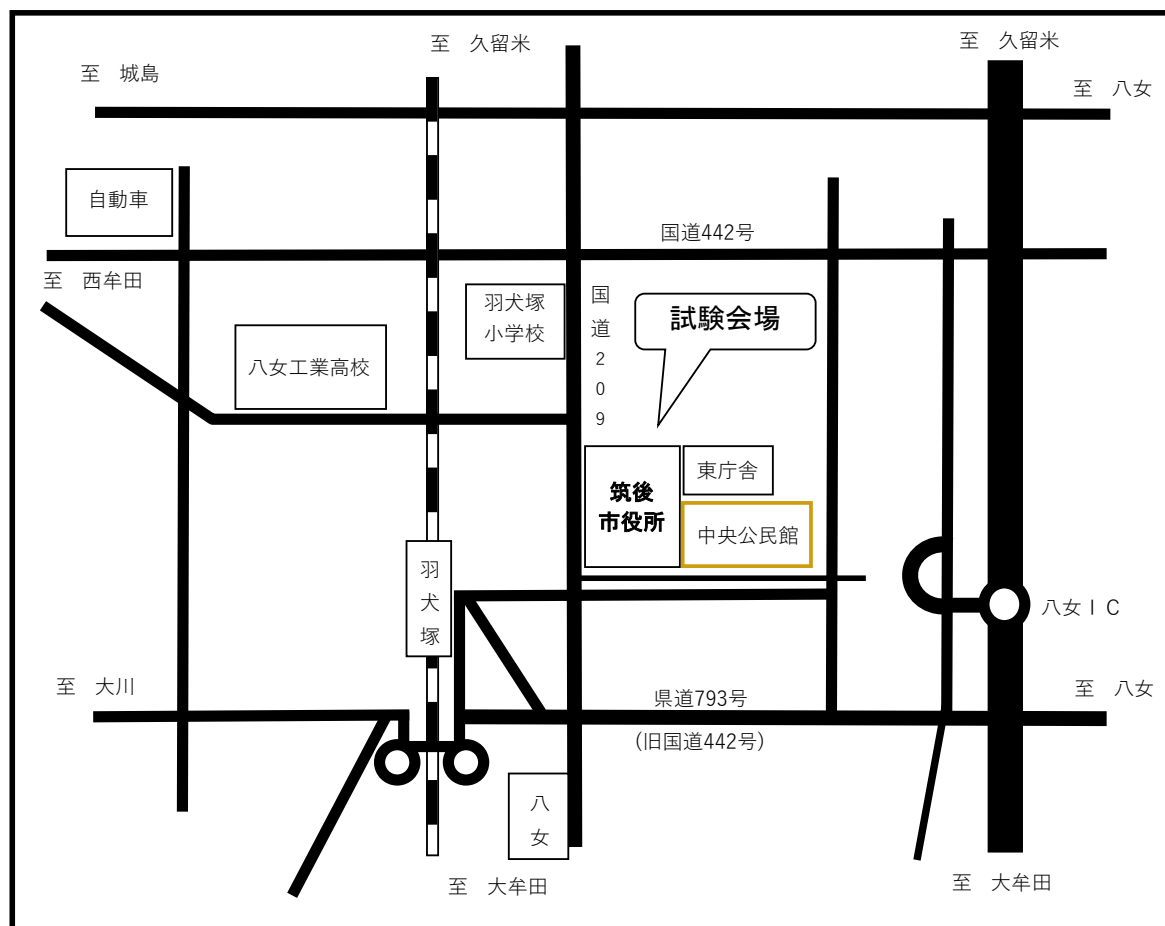 至　久留米
至　久留米
至　城島
至　八女
自動車
国道442号
至　西牟田
羽犬塚
小学校
国
道
2
0
9
試験会場
八女工業高校
筑後
市役所
東庁舎
中央公民館
羽
犬
塚
八女ＩＣ
至　大川
県道793号
(旧国道442号)
至　八女
八
女
至　大牟田
至　大牟田